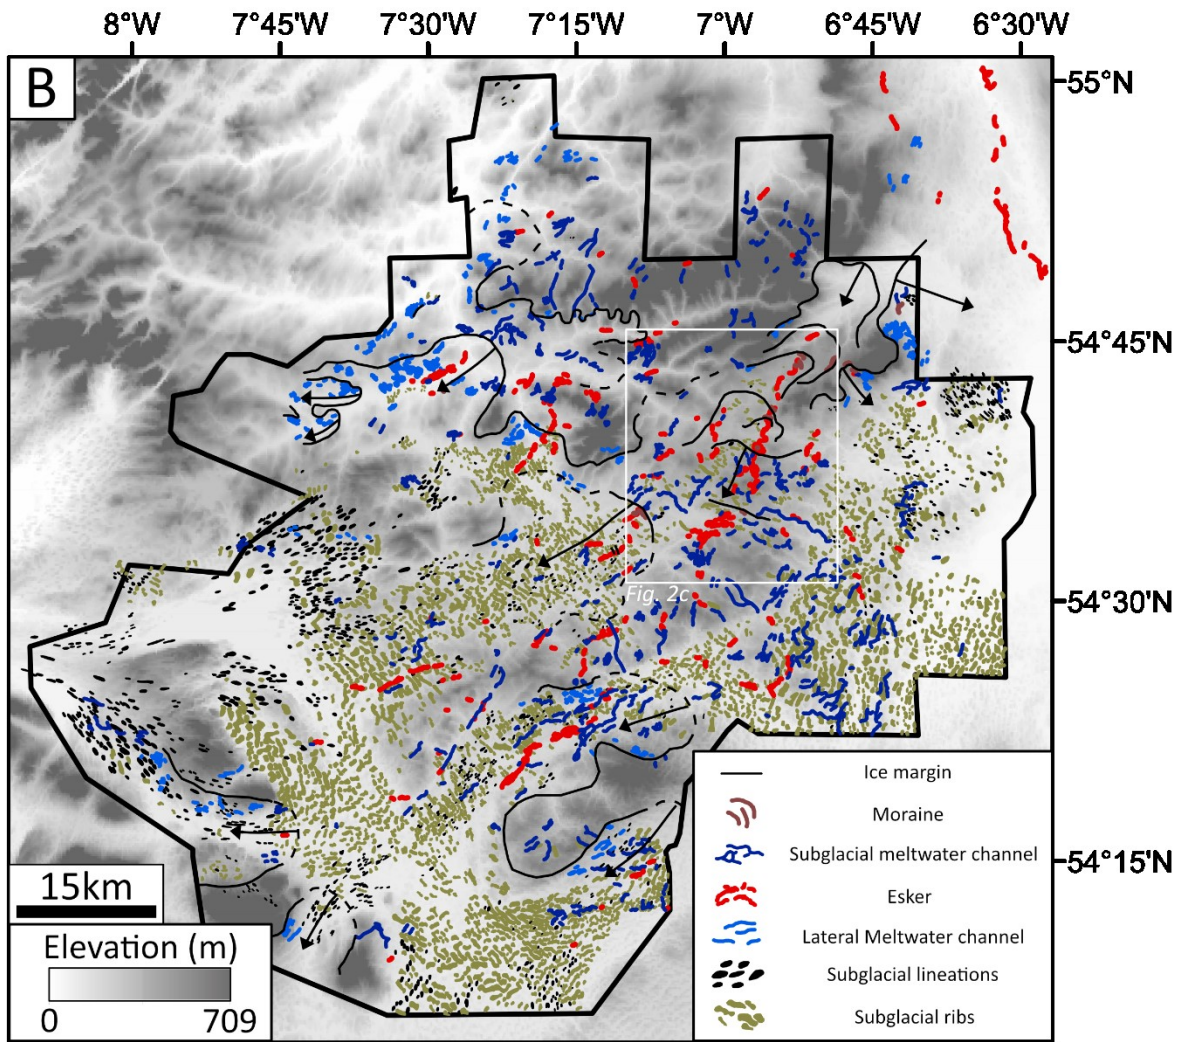 8°W 7°45'W 7°30'W 7°15'W 7°W 6°45'W 6°30'W
B
55°N
54°45'N
54°30'N
54°15'N
Fig. 2c
15km
Elevation (m)
0 709
Ice margin
Moraine
Subglacial meltwater channel
Esker
Lateral Meltwater channel
Subglacial lineations
Subglacial ribs